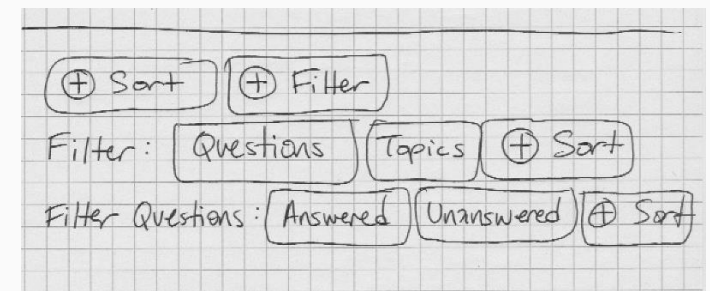 ⊕ Sort ⊕ Filter
Filter: Questions Topics ⊕ Sort
Filter Questions: Answered Unanswered ⊕ Sort